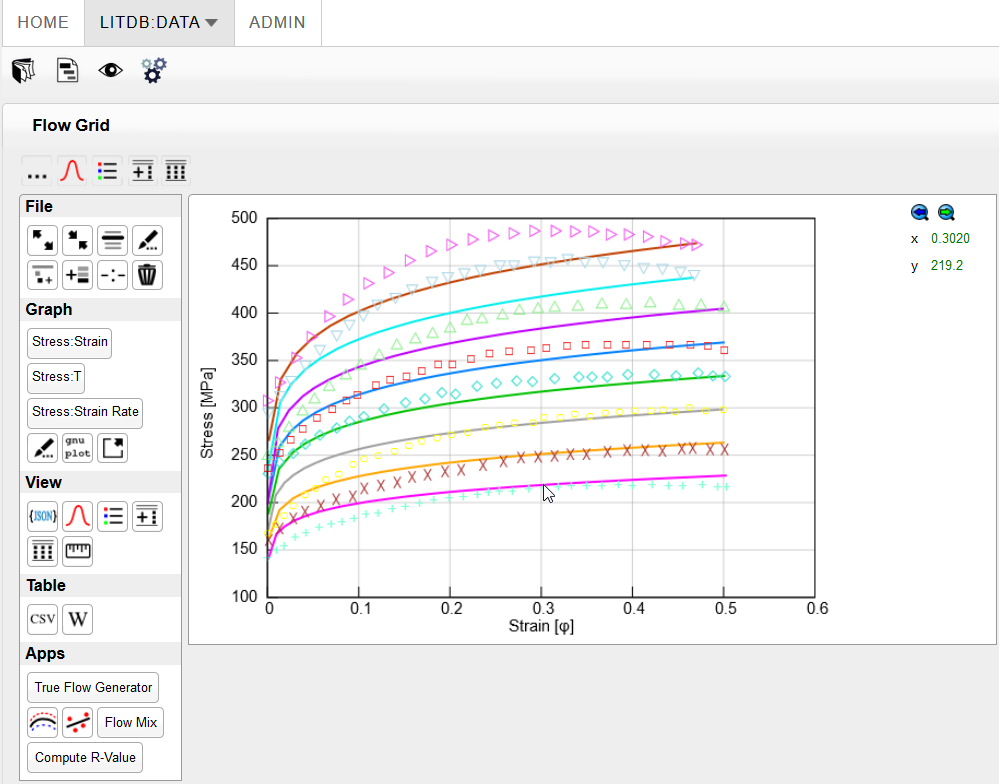 HOME LITDB:DATA ADMIN
Flow Grid
...
File
Graph
Stress:Strain
Stress:T
Stress:Strain Rate
gnu
plot
View
{JSON}
Table
CSV W
Apps
True Flow Generator
Flow Mix
Compute R-Value
500
450
400
350
300
250
200
150
100
0 0.1 0.2 0.3 0.4 0.5 0.6
Stress [MPa]
Strain [φ]
x 0.3020
y 219.2